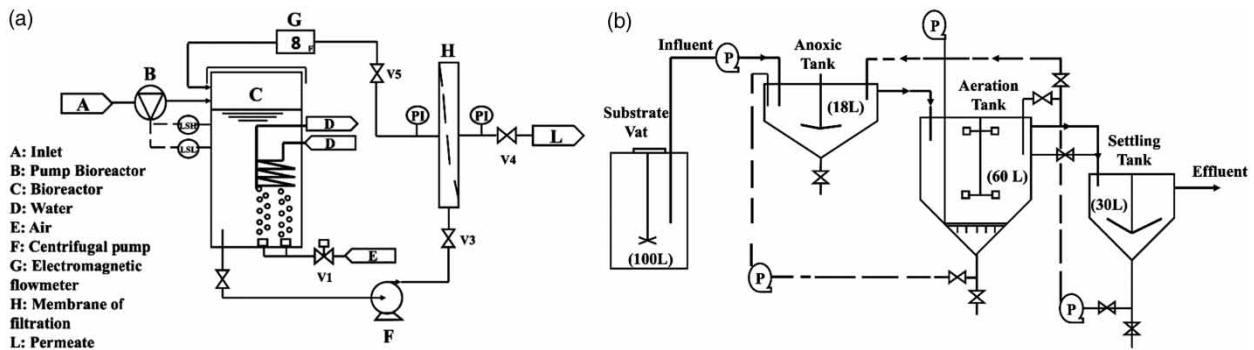 (a)
G
8 F
H
B
C
V5
A
LSH
LSL
D
D
PI
PI
L
V4
V3
V1
E
F
A: Inlet
B: Pump Bioreactor
C: Bioreactor
D: Water
E: Air
F: Centrifugal pump
G: Electromagnetic
flowmeter
H: Membrane of
filtration
L: Permeate
(b)
P
Influent
P
Anoxic
Tank
(18L)
Substrate
Vat
(100L)
Aeration
Tank
(60 L)
Settling
Tank
(30L)
Effluent
P
P